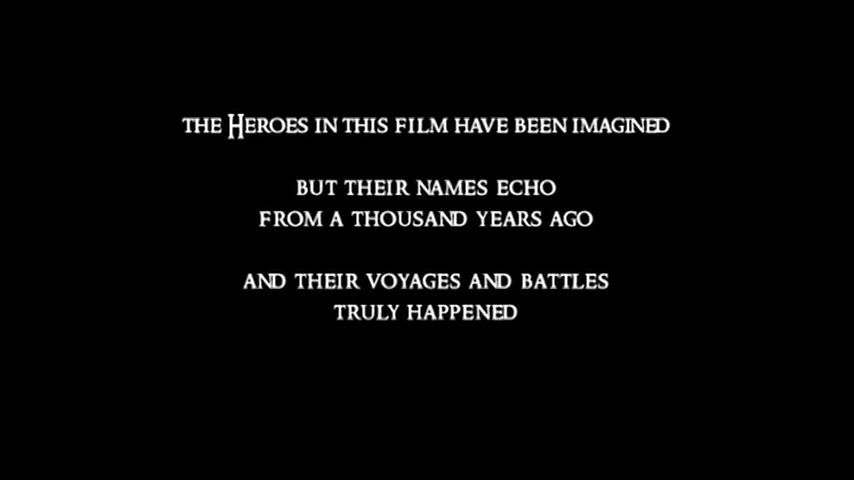 THE HEROES IN THIS FILM HAVE BEEN IMAGINED
BUT THEIR NAMES ECHO
FROM A THOUSAND YEARS AGO
AND THEIR VOYAGES AND BATTLES
TRULY HAPPENED